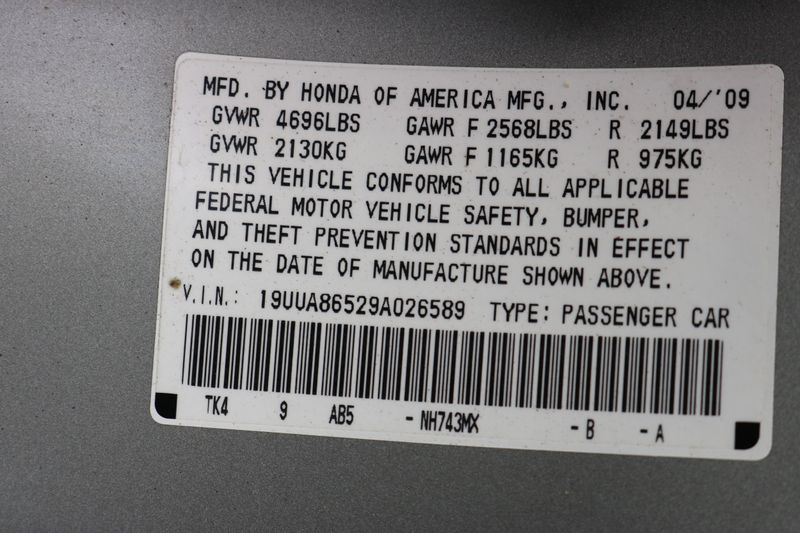 MFD. BY HONDA OF AMERICA MFG., INC. 04/'09
GVWR 4696LBS GAWR F 2568LBS R 2149LBS
GVWR 2130KG GAWR F 1165KG R 975KG
THIS VEHICLE CONFORMS TO ALL APPLICABLE
FEDERAL MOTOR VEHICLE SAFETY, BUMPER,
AND THEFT PREVENTION STANDARDS IN EFFECT
ON THE DATE OF MANUFACTURE SHOWN ABOVE.
V.I.N.: 19UUA86529A026589 TYPE: PASSENGER CAR
TK4 9 AB5 - NH743MX - B - A